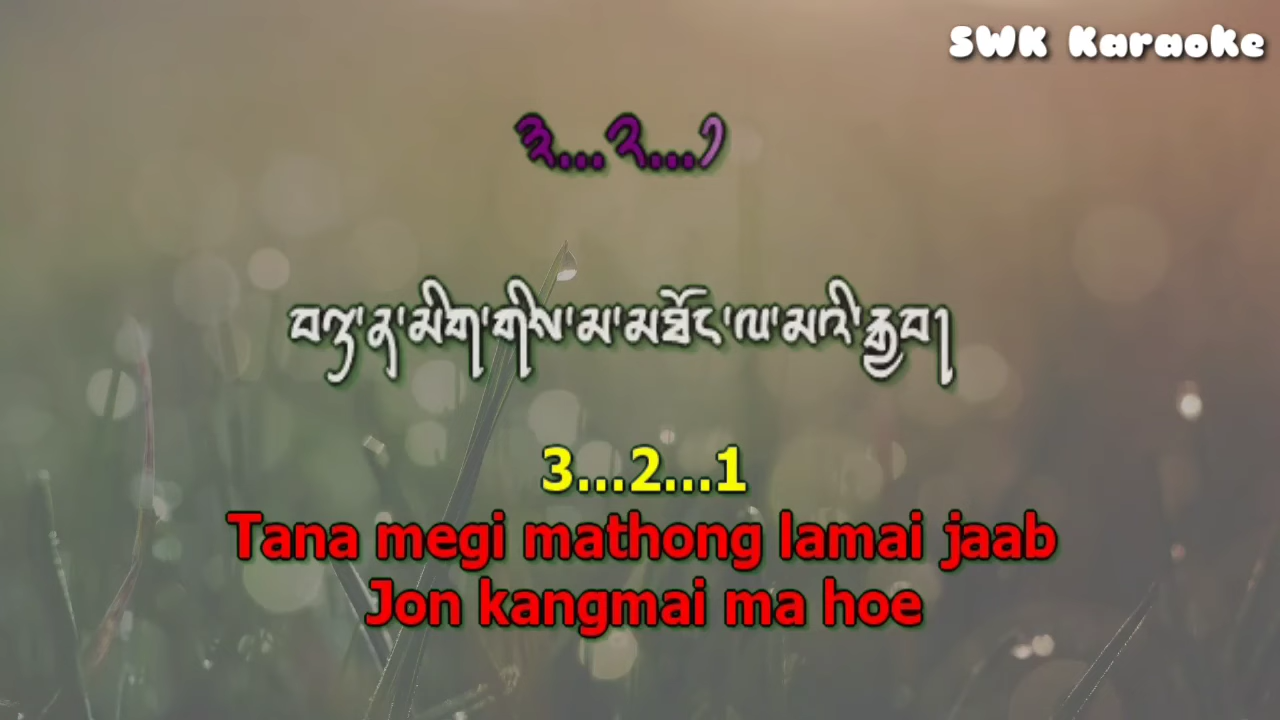 SWK Karaoke
༣...༢...༡
བལྟ་ན་མིག་གིས་མ་མཐོང་ལ་མའི་རྒྱབ།
3...2...1
Tana megi mathong lamai jaab
Jon kangmai ma hoe